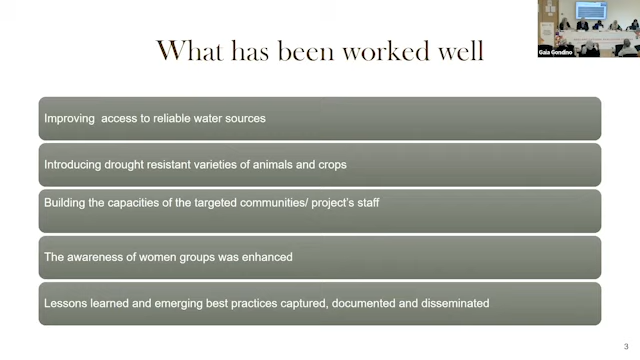 Gaia Gondino
What has been worked well
Improving access to reliable water sources
Introducing drought resistant varieties of animals and crops
Building the capacities of the targeted communities/ project's staff
The awareness of women groups was enhanced
Lessons learned and emerging best practices captured, documented and disseminated
3